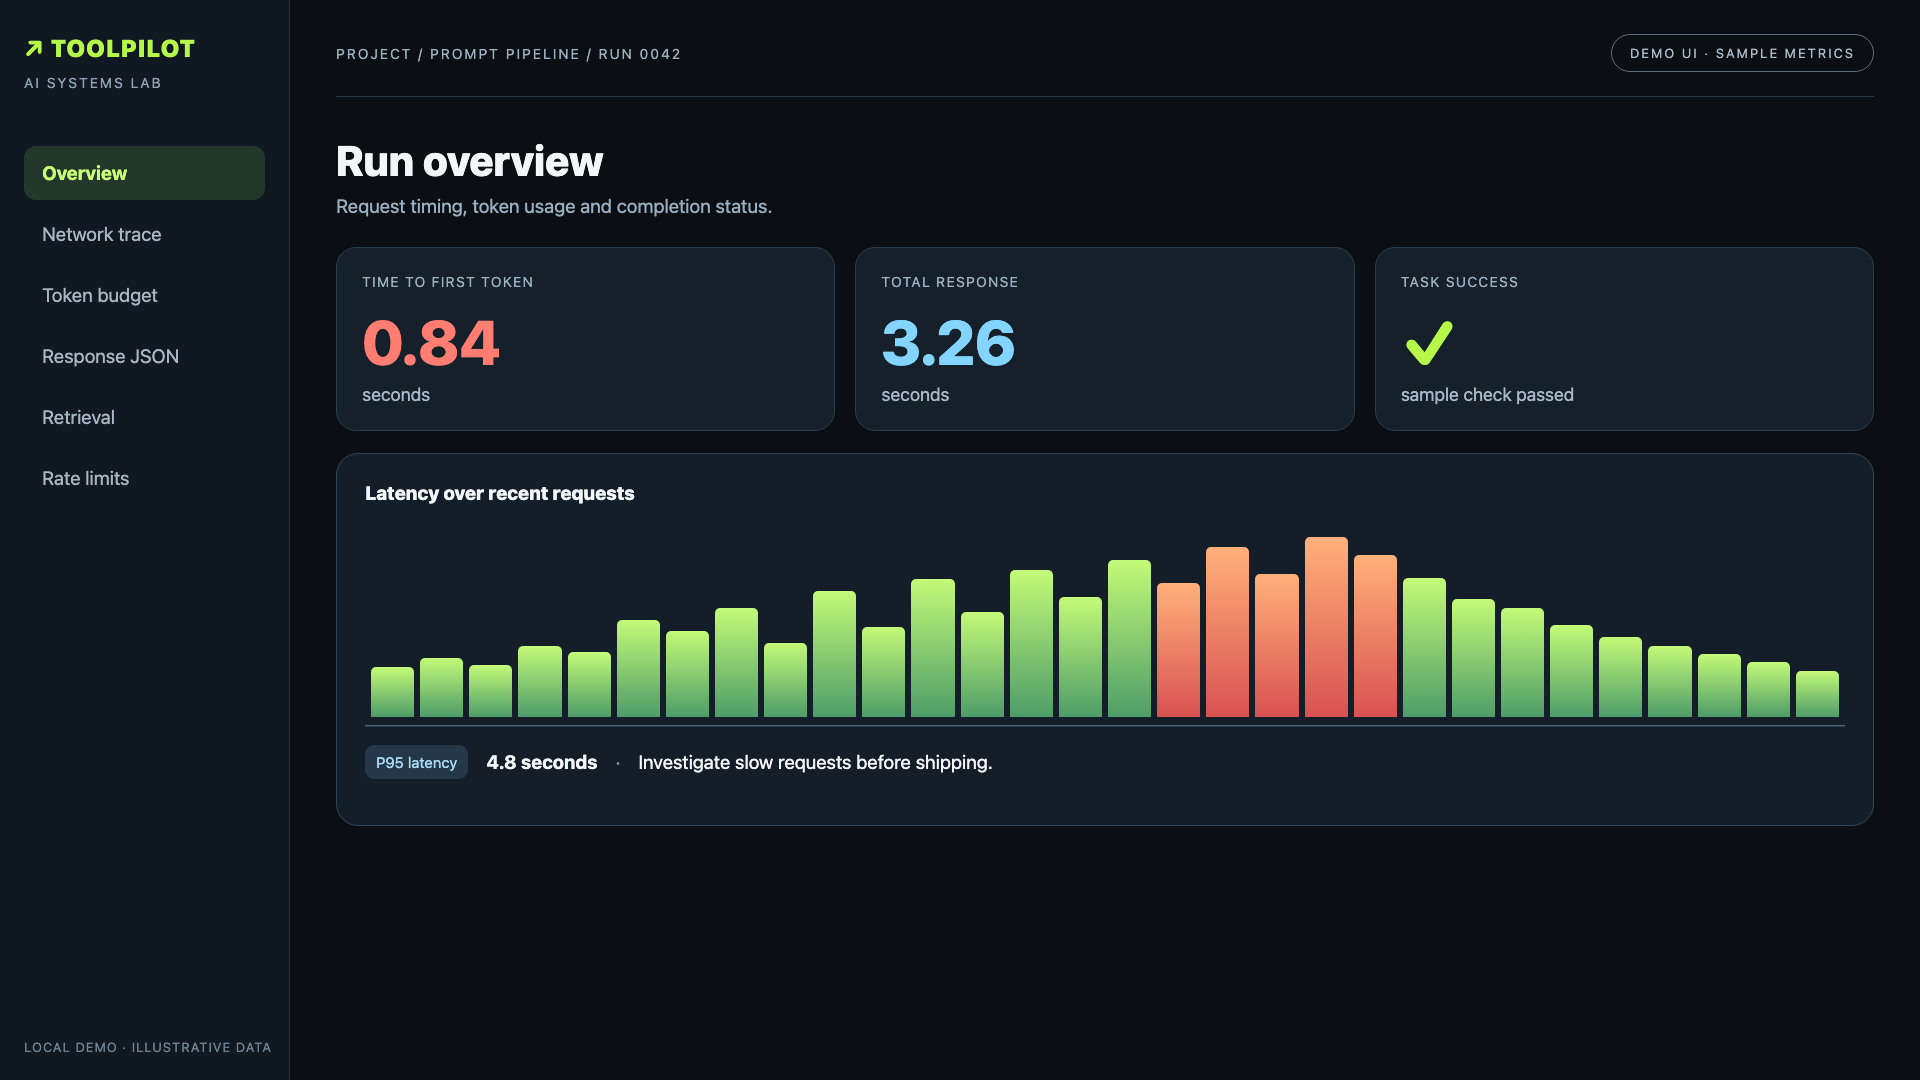 TOOLPILOT
AI SYSTEMS LAB
Overview
Network trace
Token budget
Response JSON
Retrieval
Rate limits
LOCAL DEMO · ILLUSTRATIVE DATA
PROJECT / PROMPT PIPELINE / RUN 0042
DEMO UI · SAMPLE METRICS
Run overview
Request timing, token usage and completion status.
TIME TO FIRST TOKEN
0.84
seconds
TOTAL RESPONSE
3.26
seconds
TASK SUCCESS
sample check passed
Latency over recent requests
P95 latency 4.8 seconds · Investigate slow requests before shipping.